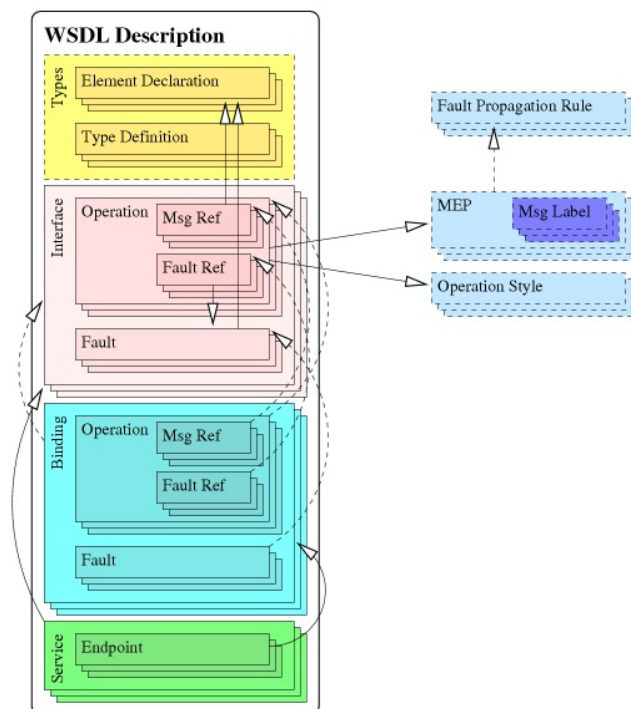 WSDL Description
Types
Element Declaration
Type Definition
Fault Propagation Rule
Interface
Operation
Msg Ref
Fault Ref
Fault
MEP
Msg Label
Operation Style
Binding
Operation
Msg Ref
Fault Ref
Fault
Service
Endpoint